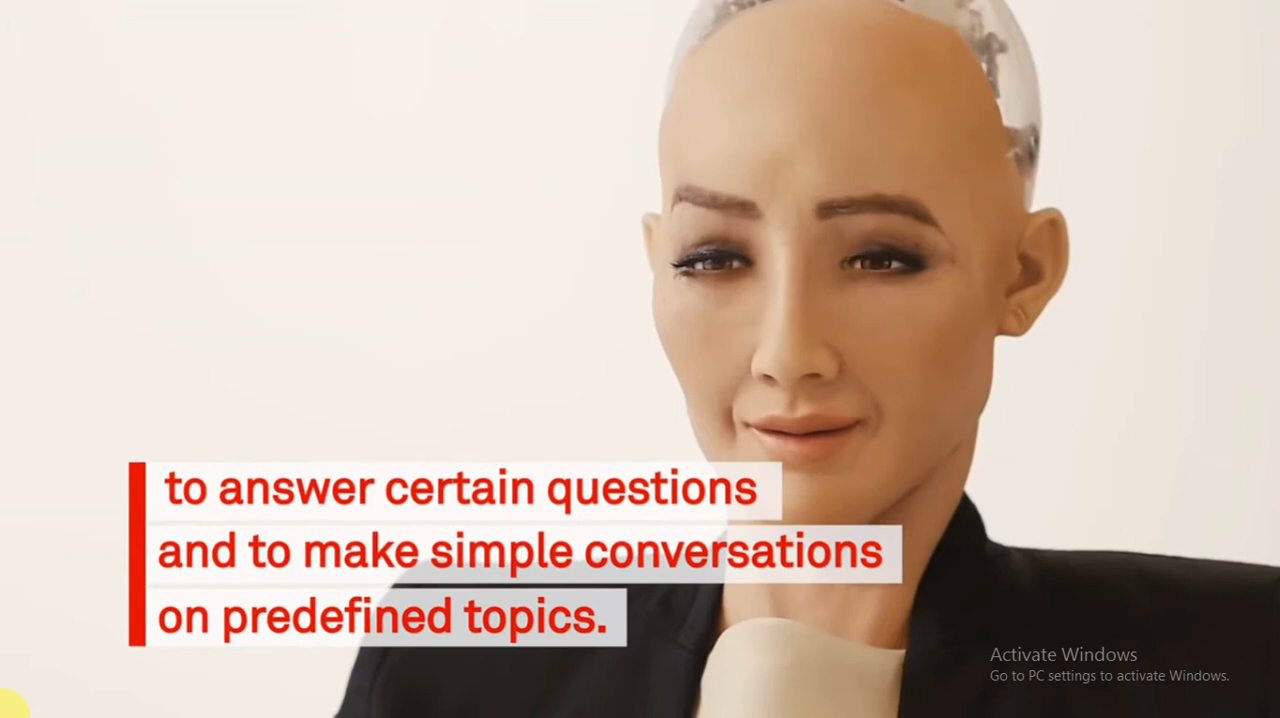 to answer certain questions
and to make simple conversations
on predefined topics.
Activate Windows
Go to PC settings to activate Windows.